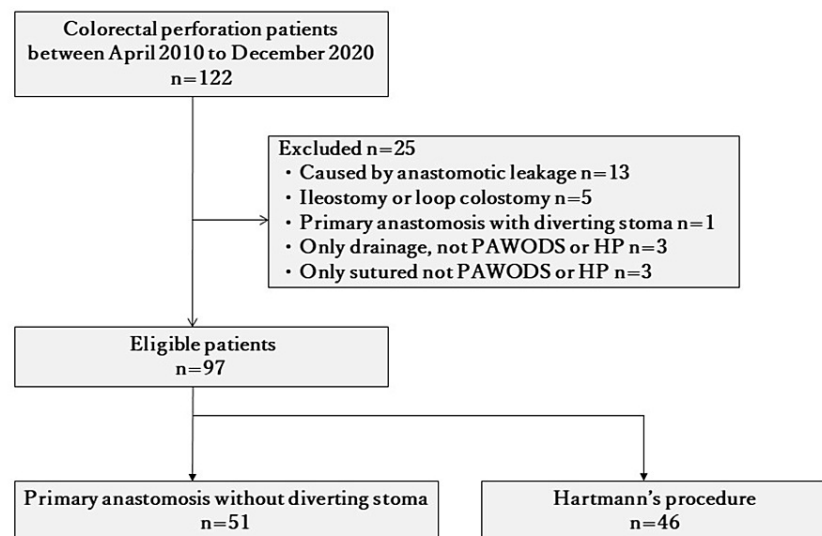 Colorectal perforation patients
between April 2010 to December 2020
n=122
Excluded n=25
・Caused by anastomotic leakage n=13
・Ileostomy or loop colostomy n=5
・Primary anastomosis with diverting stoma n=1
・Only drainage, not PAWODS or HP n=3
・Only sutured not PAWODS or HP n=3
Eligible patients
n=97
Primary anastomosis without diverting stoma
n=51
Hartmann's procedure
n=46